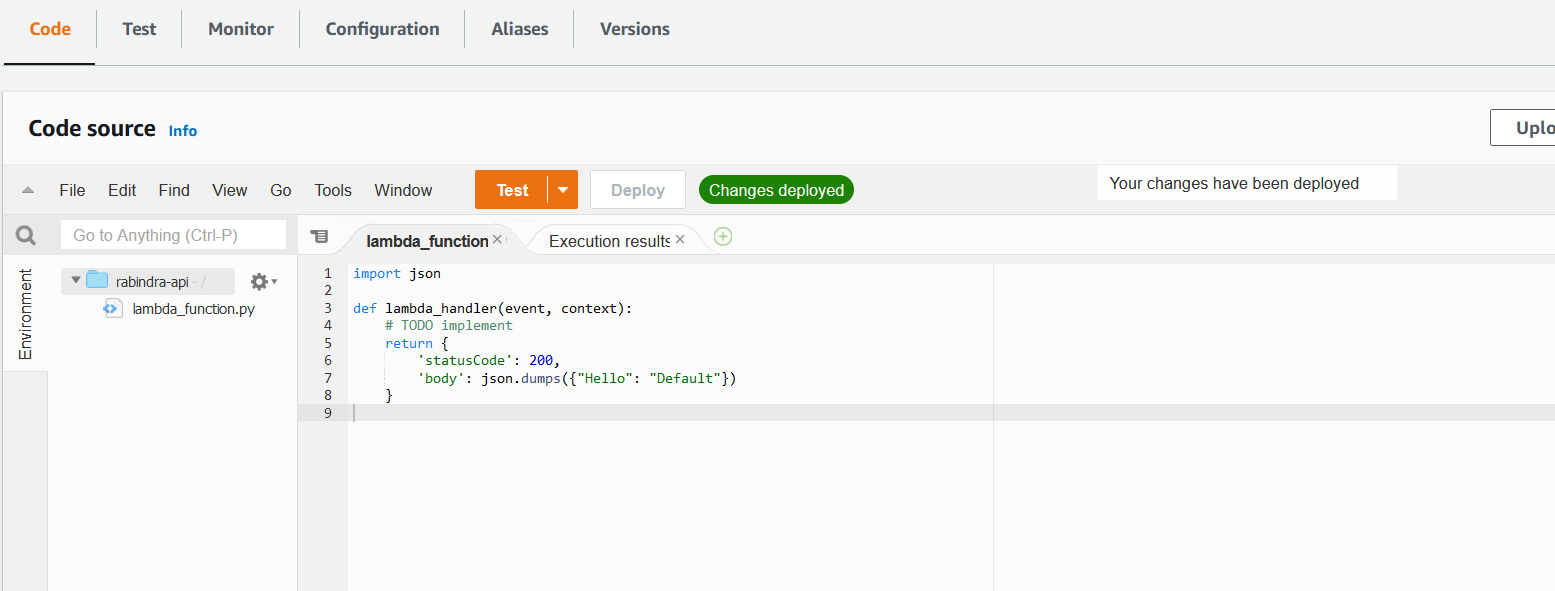 Code Test Monitor Configuration Aliases Versions
Code source Info
File Edit Find View Go Tools Window Test Deploy Changes deployed Your changes have been deployed
Go to Anything (Ctrl-P)
lambda_function Execution results
Environment
rabindra-api - /
lambda_function.py
1 import json
2
3 def lambda_handler(event, context):
4 # TODO implement
5 return {
6 'statusCode': 200,
7 'body': json.dumps({"Hello": "Default"})
8 }
9